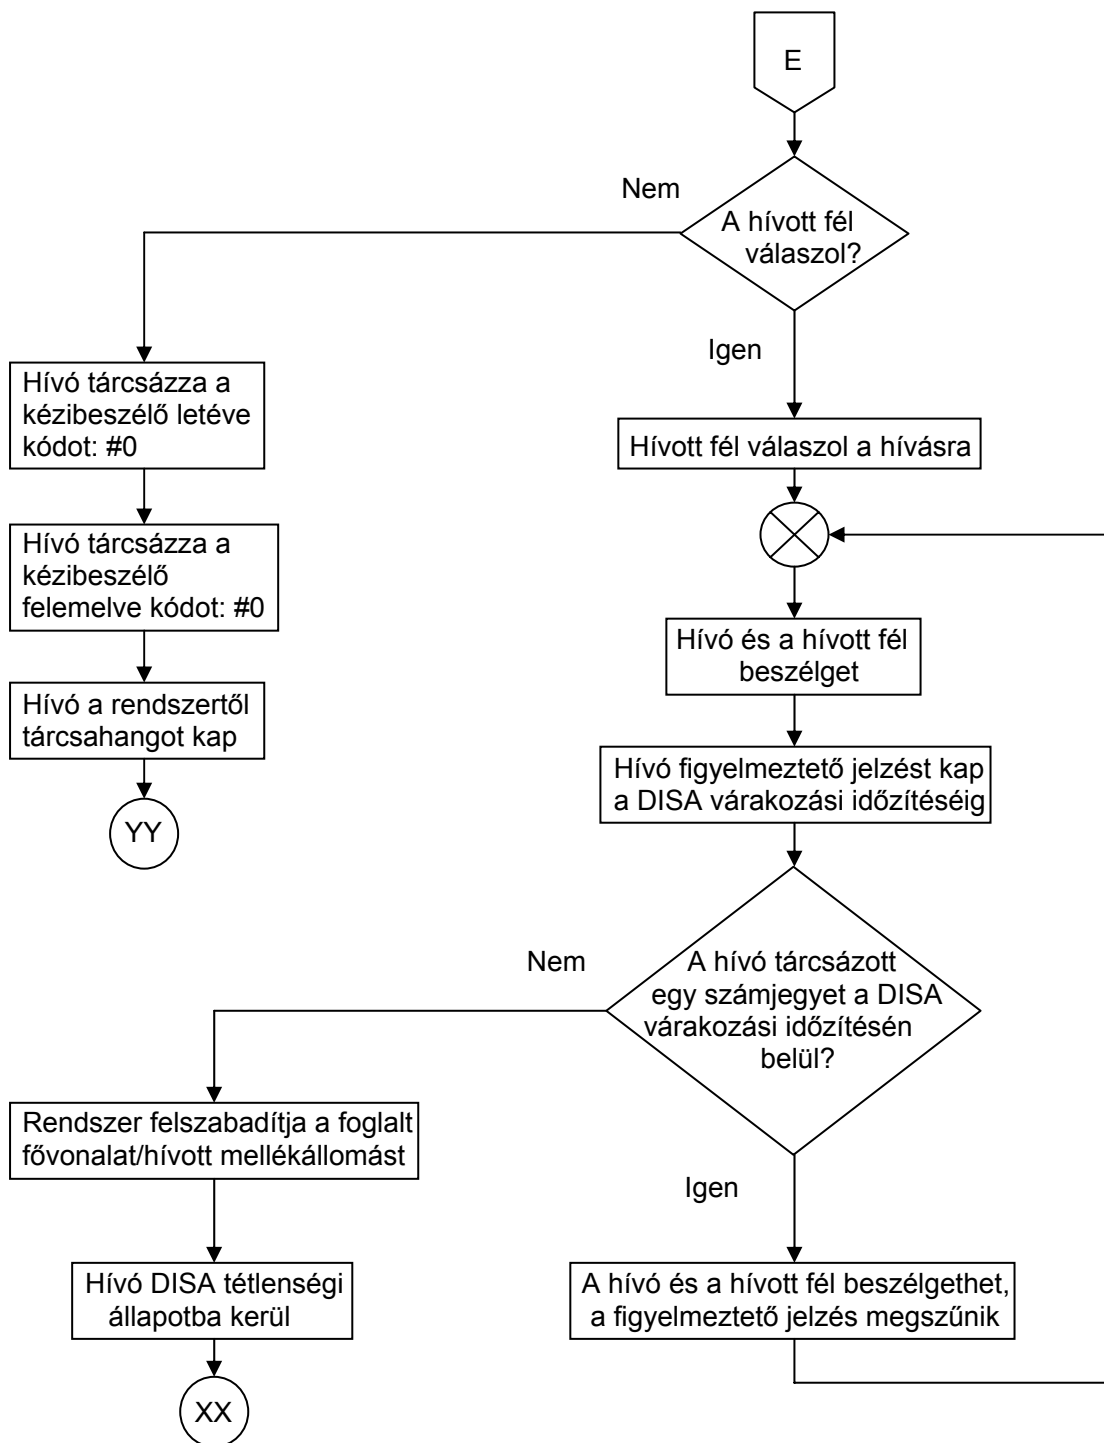 E
Nem
A hívott fél
válaszol?
Igen
Hívó tárcsázza a
kézibeszélő letéve
kódot: #0
Hívott fél válaszol a hívásra
Hívó tárcsázza a
kézibeszélő
felemelve kódot: #0
Hívó és a hívott fél
beszélget
Hívó a rendszertől
tárcsahangot kap
Hívó figyelmeztető jelzést kap
a DISA várakozási időzítéséig
YY
Nem
A hívó tárcsázott
egy számjegyet a DISA
várakozási időzítésén
belül?
Rendszer felszabadítja a foglalt
fővonalat/hívott mellékállomást
Igen
Hívó DISA tétlenségi
állapotba kerül
A hívó és a hívott fél beszélgethet,
a figyelmeztető jelzés megszűnik
XX